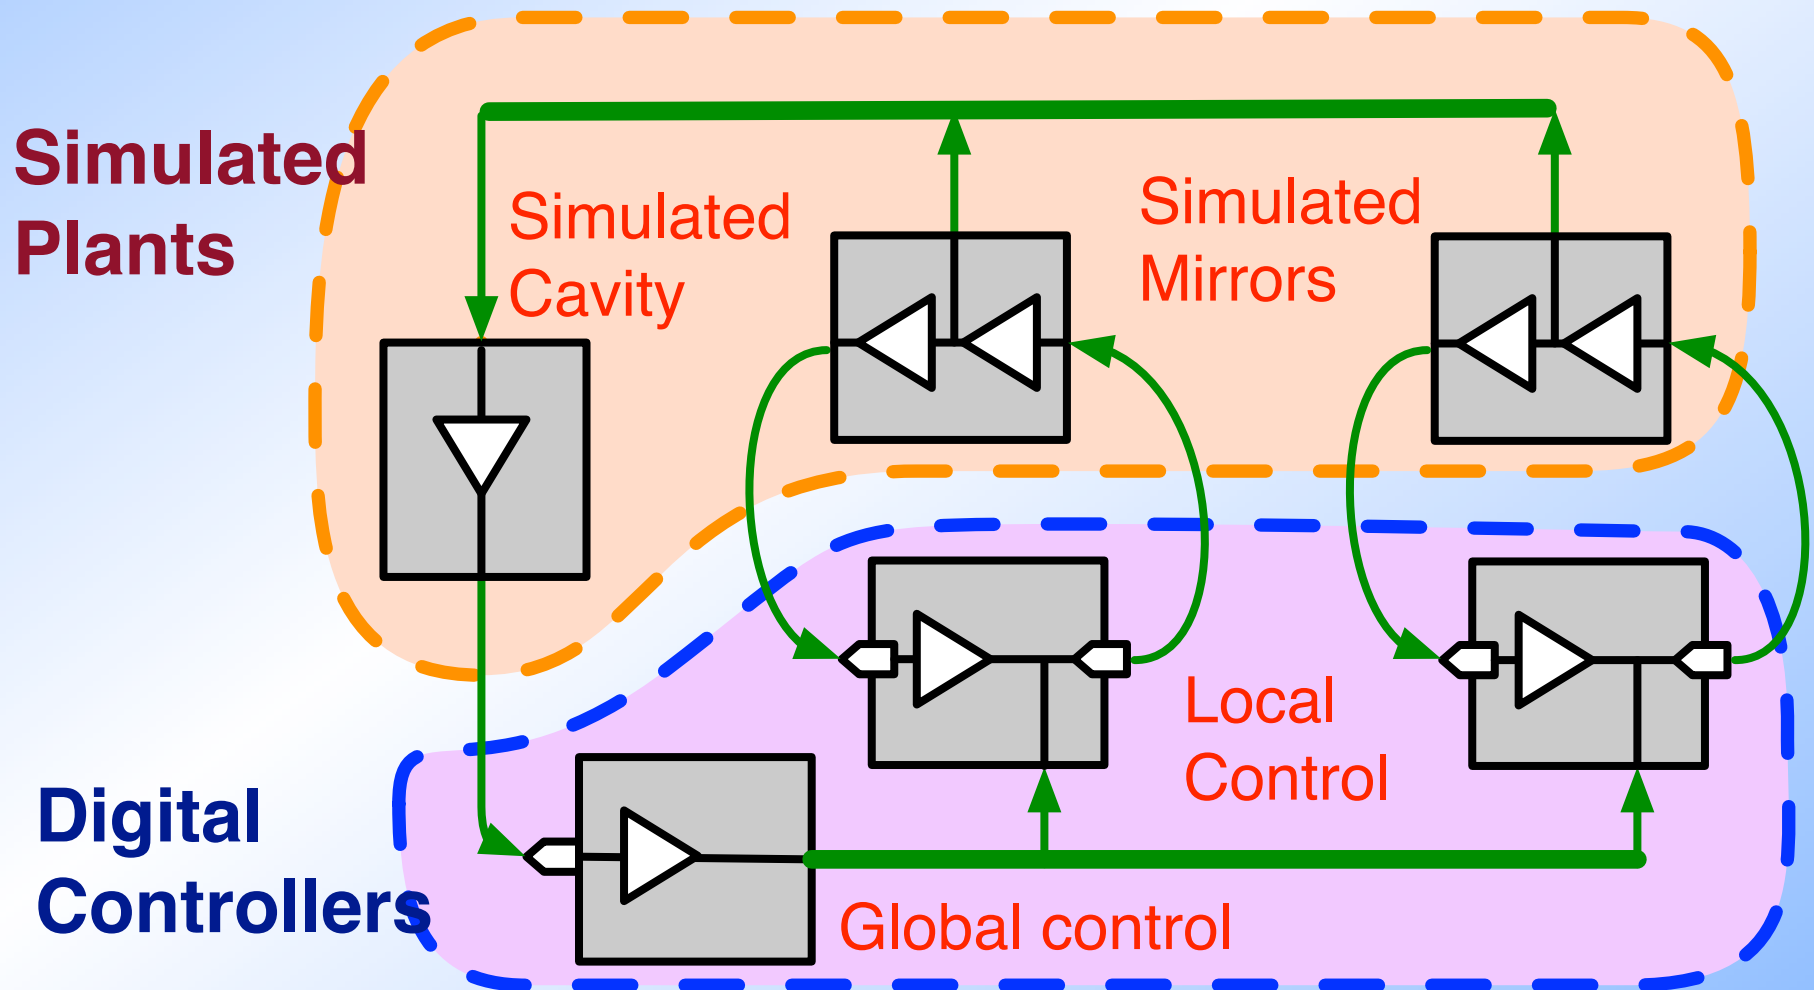 Simulated
Plants
Simulated
Cavity
Simulated
Mirrors
Local
Control
Digital
Controllers
Global control